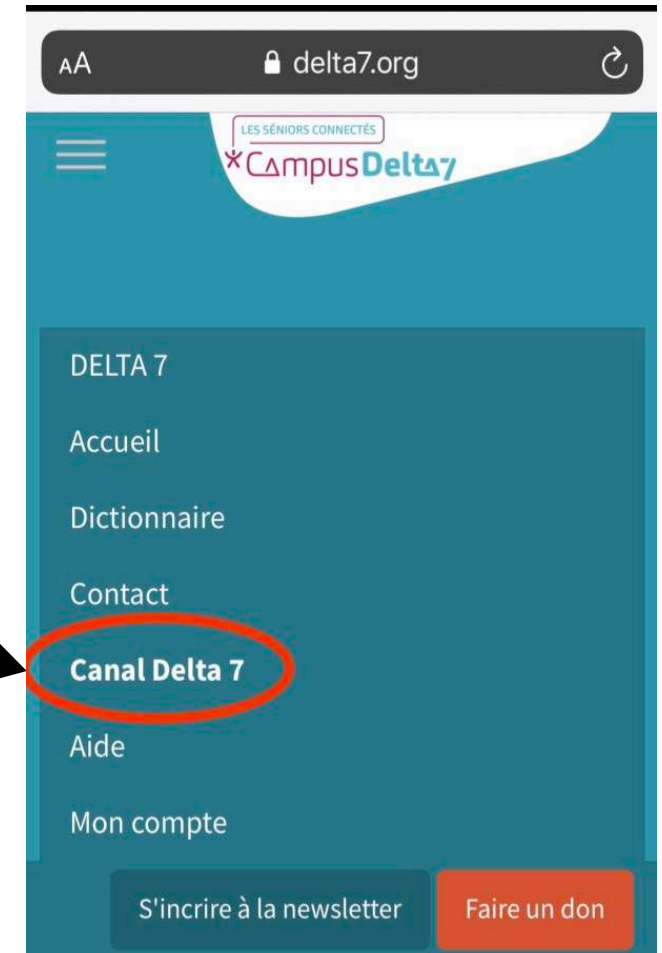 AA delta7.org
LES SÉNIORS CONNECTÉS
CampusDelta7
DELTA 7
Accueil
Dictionnaire
Contact
Canal Delta 7
Aide
Mon compte
S'incrire à la newsletter Faire un don